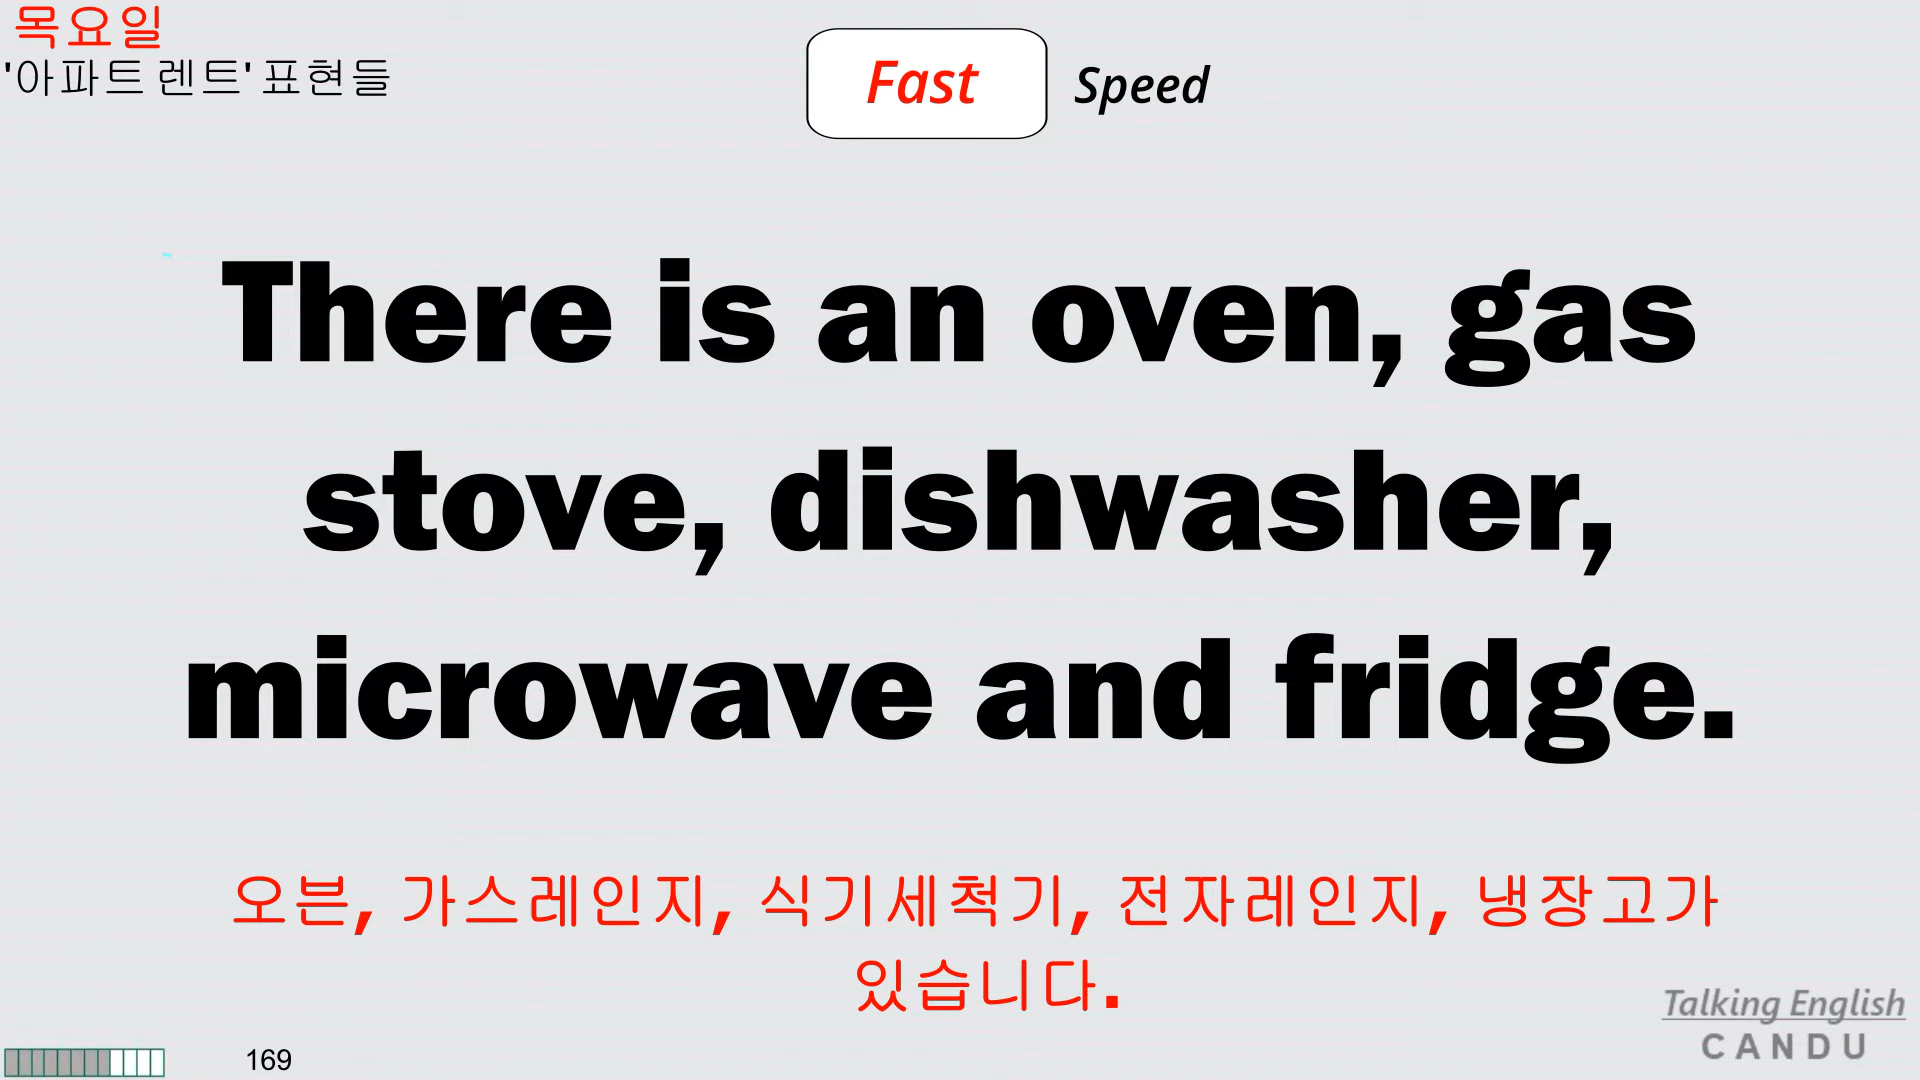 목요일
'아파트 렌트' 표현들
Fast Speed
There is an oven, gas
stove, dishwasher,
microwave and fridge.
오븐, 가스레인지, 식기세척기, 전자레인지, 냉장고가
있습니다.
Talking English
CANDU
169